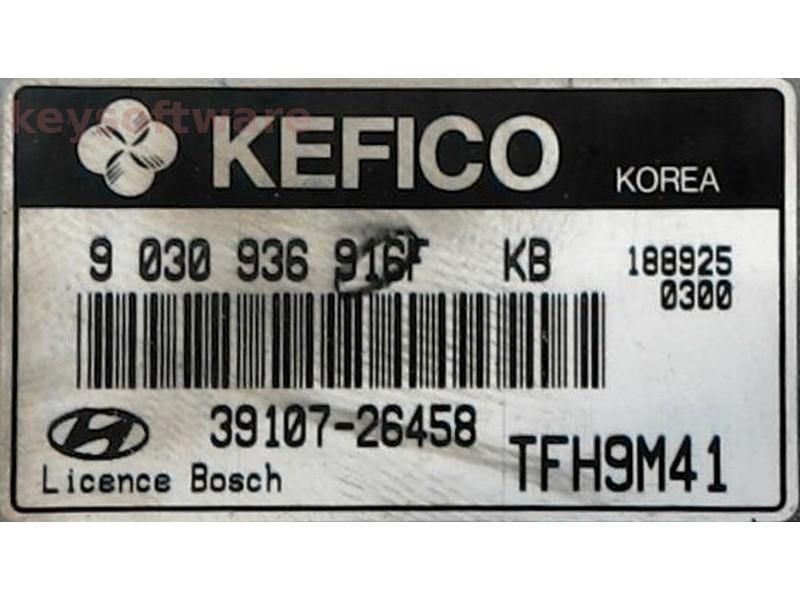 keysoftware
KEFICO KOREA
9 030 936 916F KB 188925
0300
39107-26458
TFH9M41
Licence Bosch